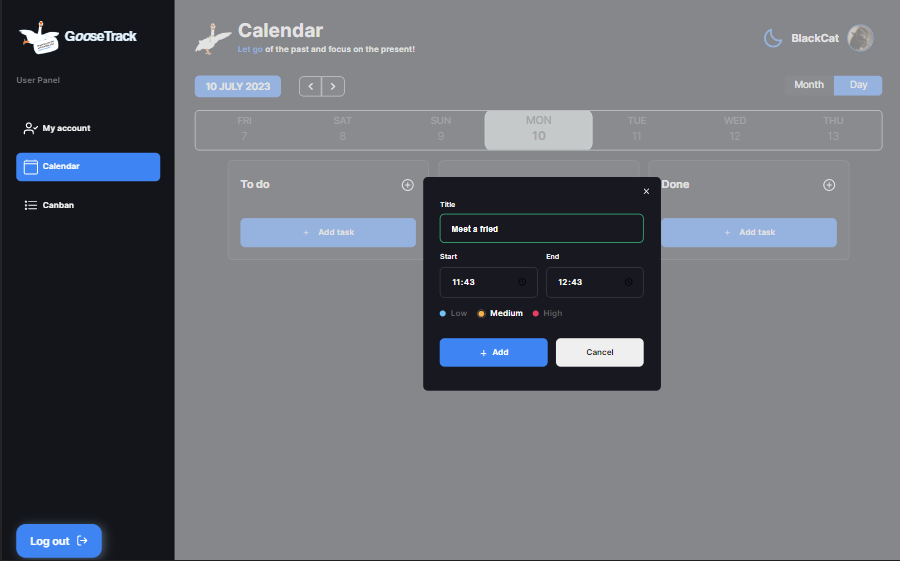 GooseTrack
User Panel
My account
Calendar
Canban
Log out
Calendar
Let go of the past and focus on the present!
BlackCat
10 JULY 2023
Month Day
FRI SAT SUN MON TUE WED THU
7 8 9 10 11 12 13
To do
Done
+ Add task
+ Add task
Title
Meet a fried
Start End
11:43 12:43
Low Medium High
+ Add Cancel